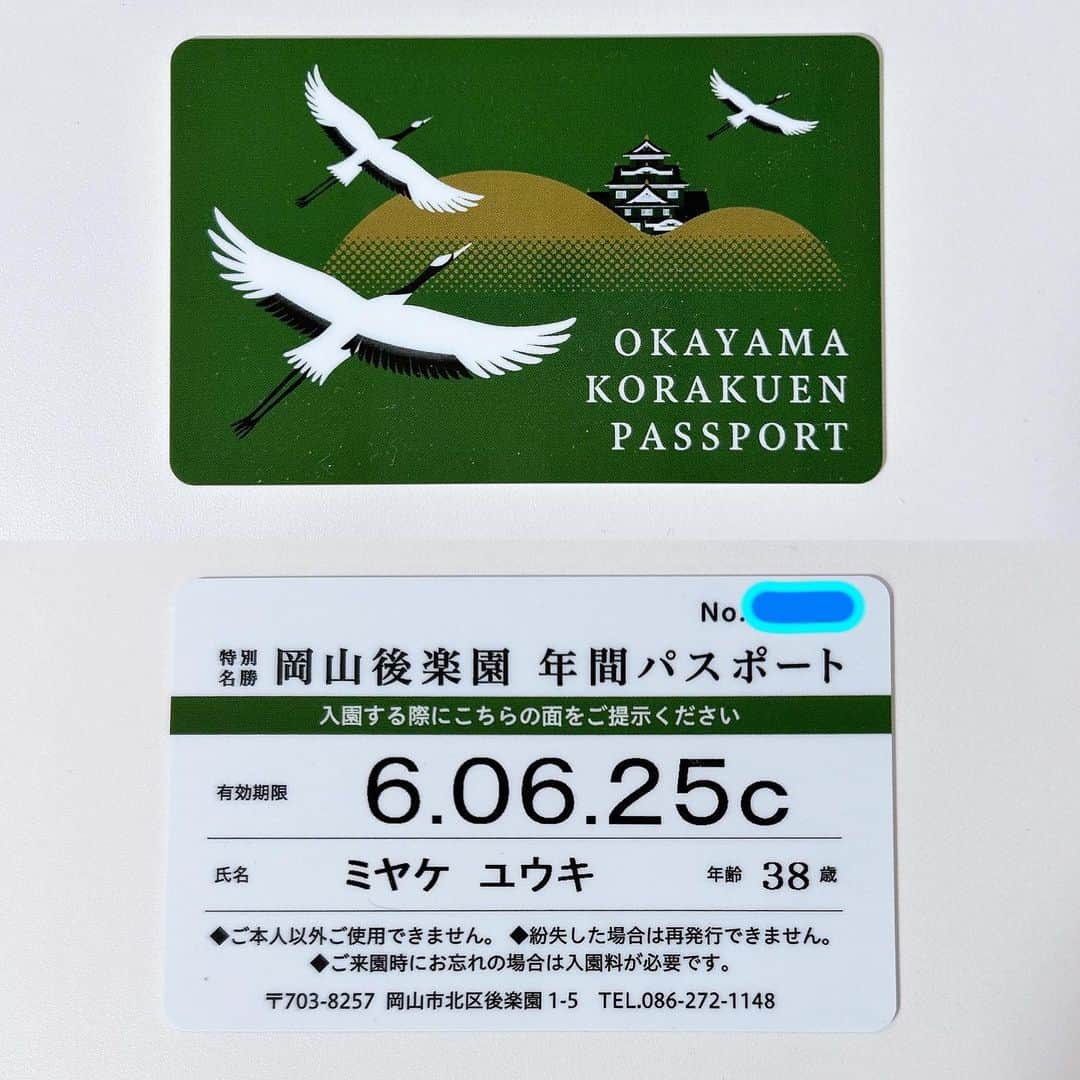 OKAYAMA
KORAKUEN
PASSPORT
No.
特別名勝 岡山後楽園 年間パスポート
入園する際にこちらの面をご提示ください
有効期限 6.06.25c
氏名 ミヤケ ユウキ 年齢 38 歳
◆ご本人以外ご使用できません。 ◆紛失した場合は再発行できません。
◆ご来園時にお忘れの場合は入園料が必要です。
〒703-8257 岡山市北区後楽園 1-5 TEL.086-272-1148